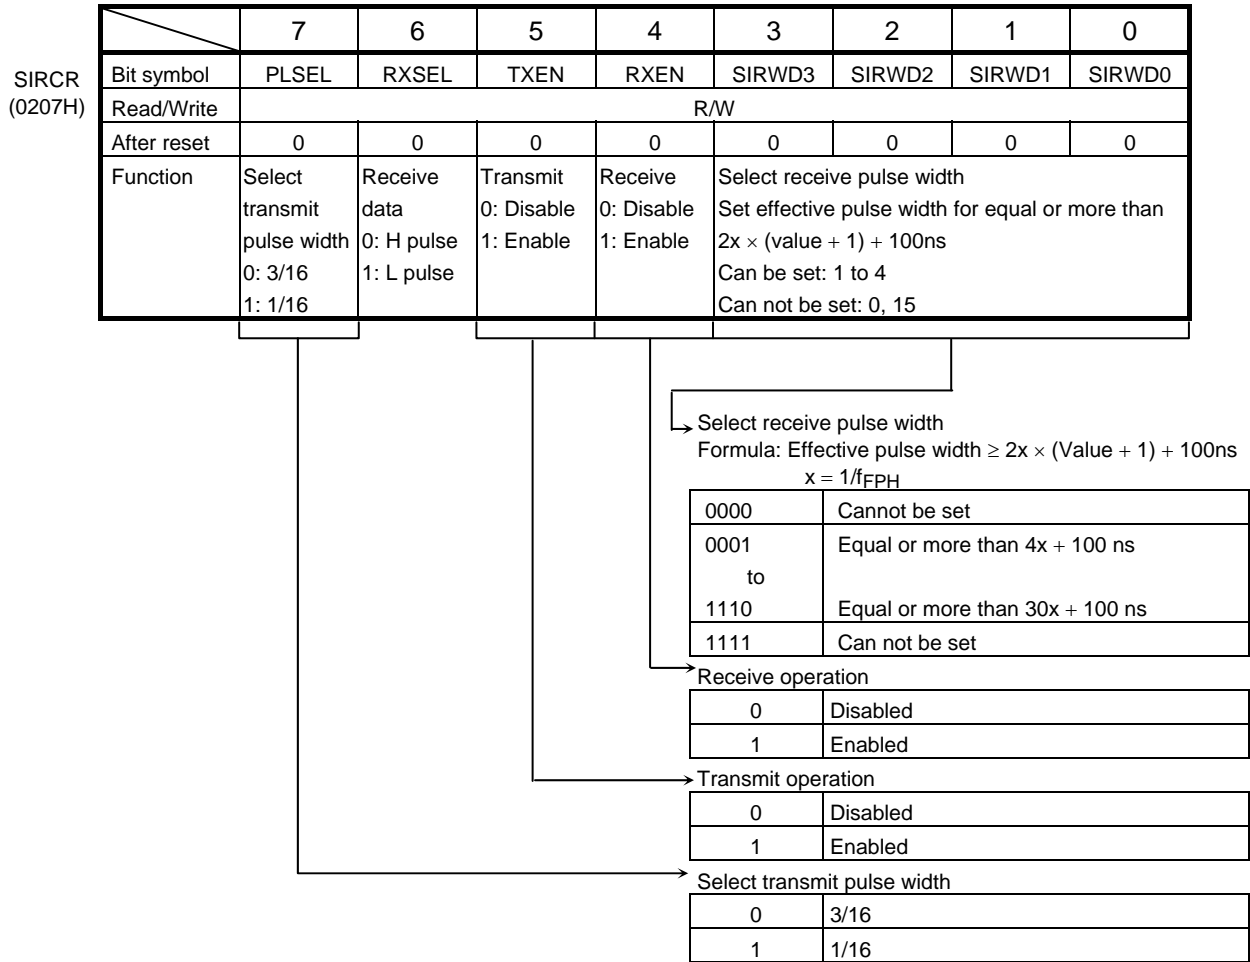 7 6 5 4 3 2 1 0
SIRCR
(0207H)
Bit symbol PLSEL RXSEL TXEN RXEN SIRWD3 SIRWD2 SIRWD1 SIRWD0
Read/Write R/W
After reset 0 0 0 0 0 0 0 0
Function Select Receive Transmit Receive Select receive pulse width
transmit data 0: Disable 0: Disable Set effective pulse width for equal or more than
pulse width 0: H pulse 1: Enable 1: Enable 2x × (value + 1) + 100ns
0: 3/16 1: L pulse Can be set: 1 to 4
1: 1/16 Can not be set: 0, 15
Select receive pulse width
Formula: Effective pulse width ≥ 2x × (Value + 1) + 100ns
x = 1/fFPH
0000 Cannot be set
0001 Equal or more than 4x + 100 ns
to
1110 Equal or more than 30x + 100 ns
1111 Can not be set
Receive operation
0 Disabled
1 Enabled
Transmit operation
0 Disabled
1 Enabled
Select transmit pulse width
0 3/16
1 1/16